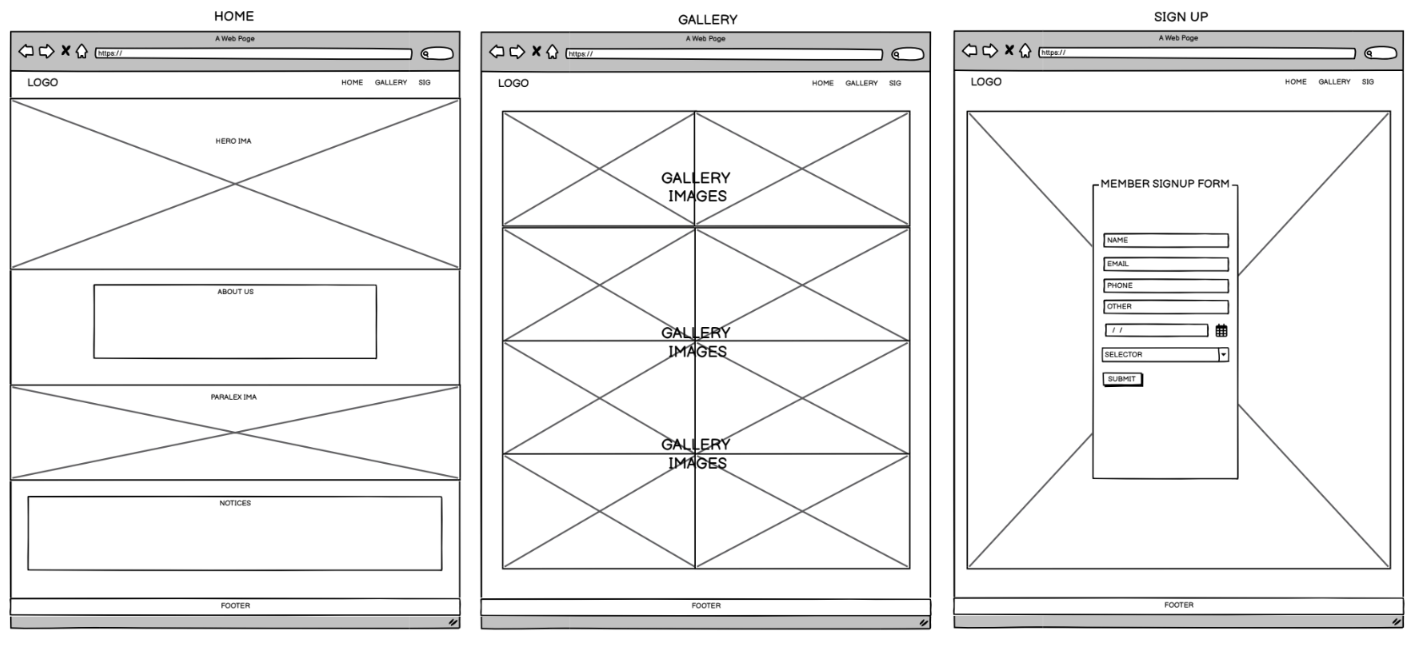 HOME
A Web Page
https://
LOGO
HOME GALLERY SIG
HERO IMA
ABOUT US
PARALEX IMA
NOTICES
FOOTER
GALLERY
A Web Page
https://
LOGO
HOME GALLERY SIG
GALLERY
IMAGES
GALLERY
IMAGES
GALLERY
IMAGES
FOOTER
SIGN UP
A Web Page
https://
LOGO
HOME GALLERY SIG
MEMBER SIGNUP FORM
NAME
EMAIL
PHONE
OTHER
/ /
SELECTOR
SUBMIT
FOOTER